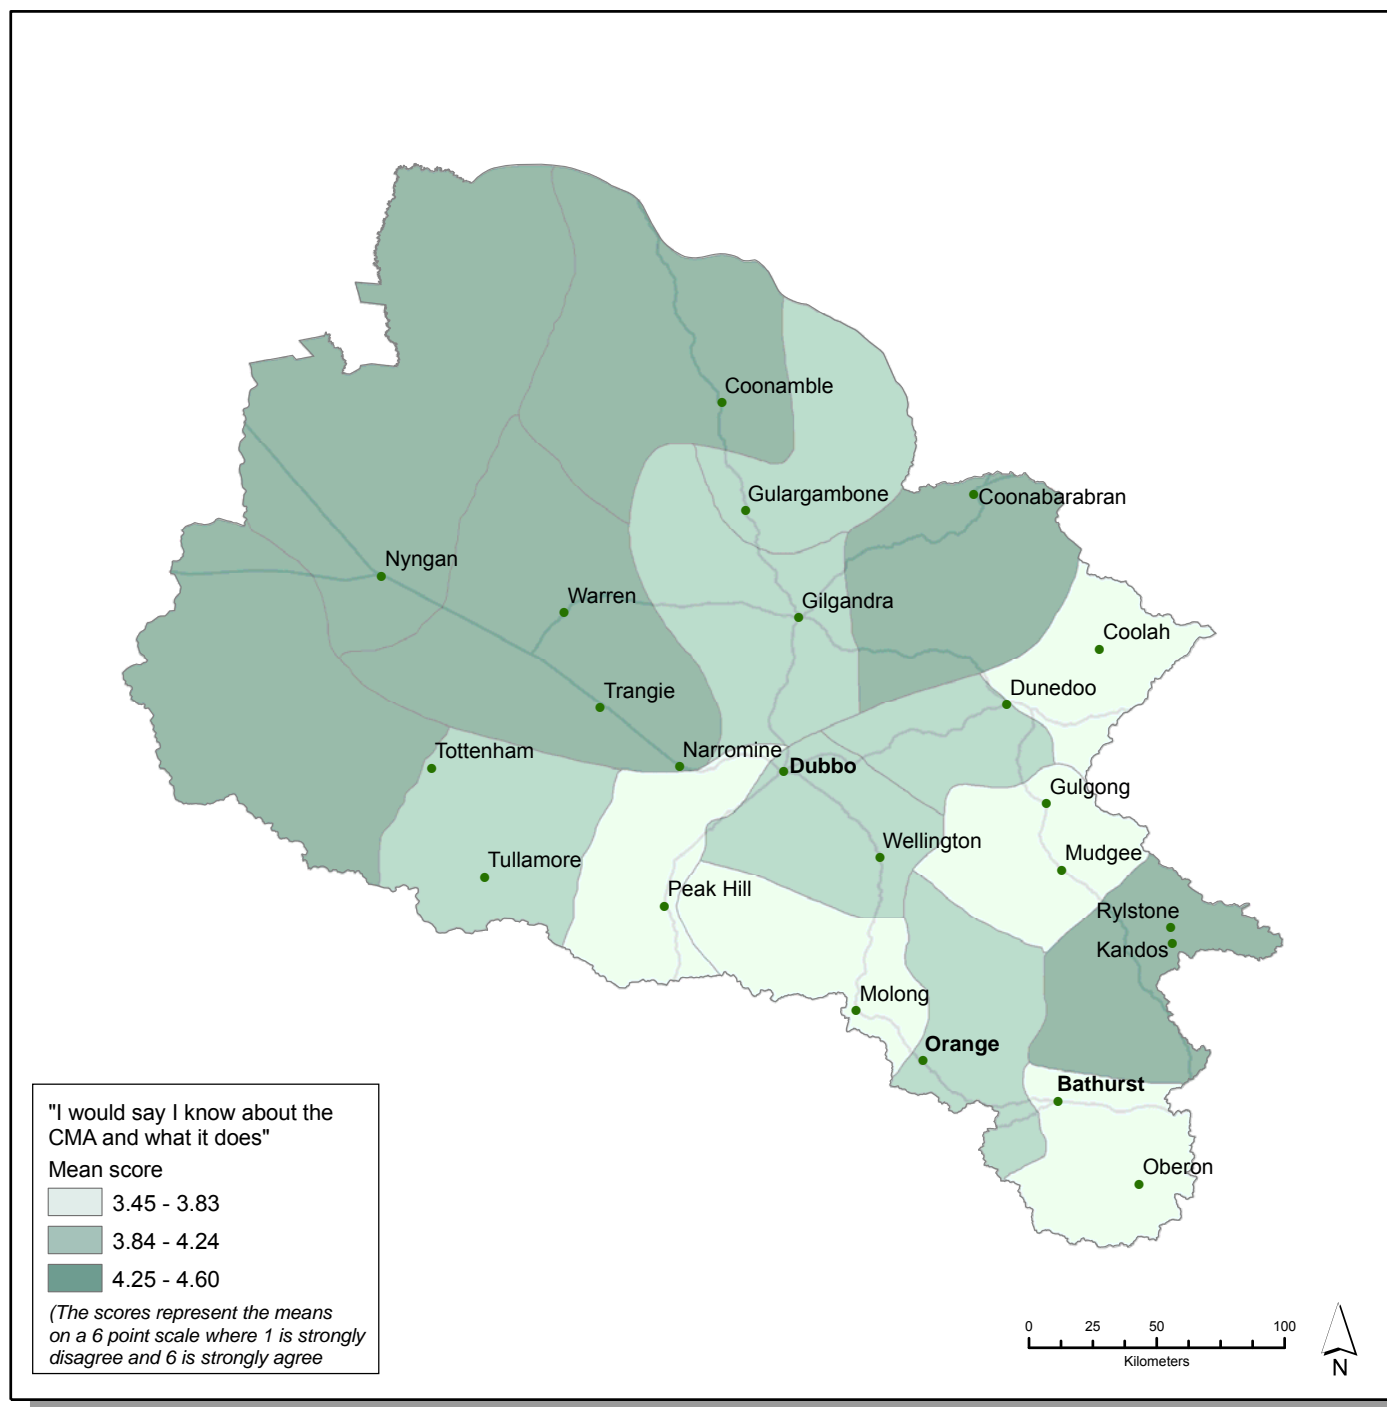 Coonamble
Gulargambone
Coonabarabran
Nyngan
Warren
Gilgandra
Coolah
Trangie
Dunedoo
Tottenham
Narromine
Dubbo
Gulgong
Wellington
Mudgee
Tullamore
Peak Hill
Rylstone
Kandos
Molong
Orange
Bathurst
Oberon
"I would say I know about the
CMA and what it does"
Mean score
3.45 - 3.83
3.84 - 4.24
4.25 - 4.60
(The scores represent the means
on a 6 point scale where 1 is strongly
disagree and 6 is strongly agree
0 25 50 100
Kilometers
N